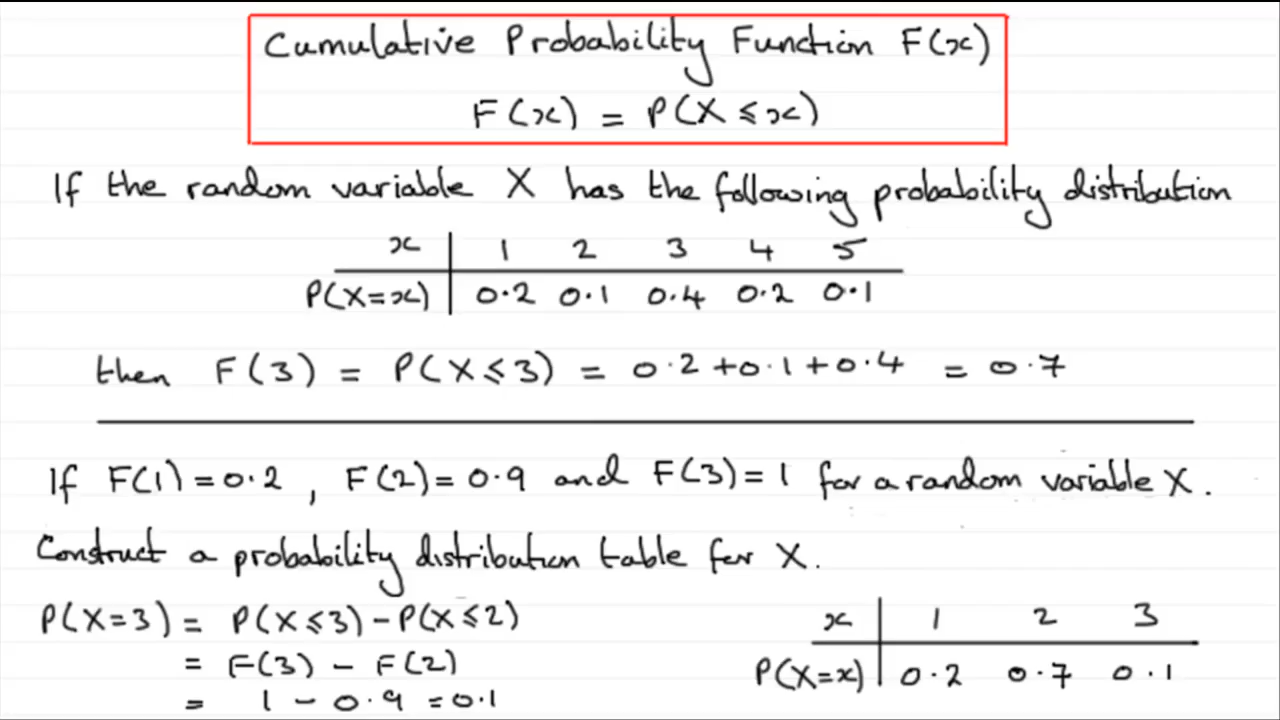 Cumulative Probability Function F(x)
F(x) = P(X ≤ x)
If the random variable X has the following probability distribution
x 1 2 3 4 5
P(X=x) 0·2 0·1 0·4 0·2 0·1
then F(3) = P(X ≤ 3) = 0·2 + 0·1 + 0·4 = 0·7
If F(1) = 0·2 , F(2) = 0·9 and F(3) = 1 for a random variable X.
Construct a probability distribution table for X.
P(X=3) = P(X ≤ 3) - P(X ≤ 2)
= F(3) - F(2)
= 1 - 0·9 = 0·1
x 1 2 3
P(X=x) 0·2 0·7 0·1